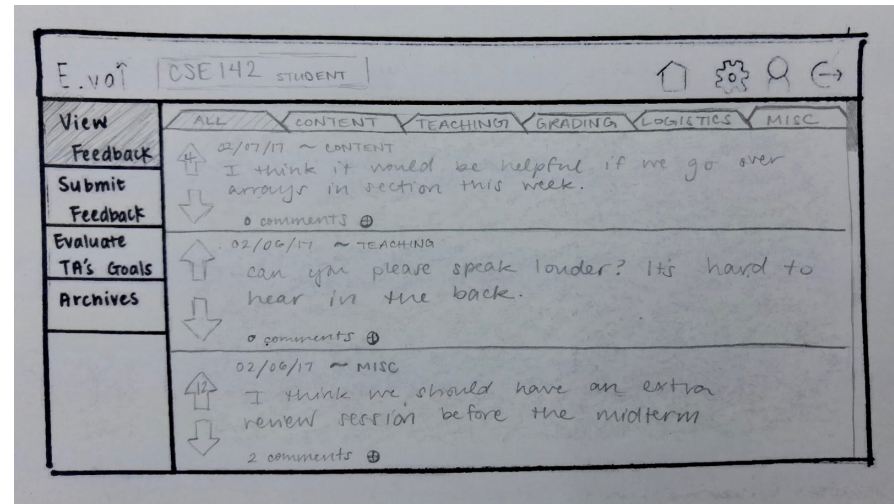 E.voi
CSE 142 STUDENT
View
Feedback
Submit
Feedback
Evaluate
TA's Goals
Archives
ALL CONTENT TEACHING GRADING LOGISTICS MISC
02/07/17 ~ CONTENT
I think it would be helpful if we go over
arrays in section this week.
0 comments
02/06/17 ~ TEACHING
can you please speak louder? It's hard to
hear in the back.
0 comments
02/06/17 ~ MISC
12
I think we should have an extra
review session before the midterm
2 comments